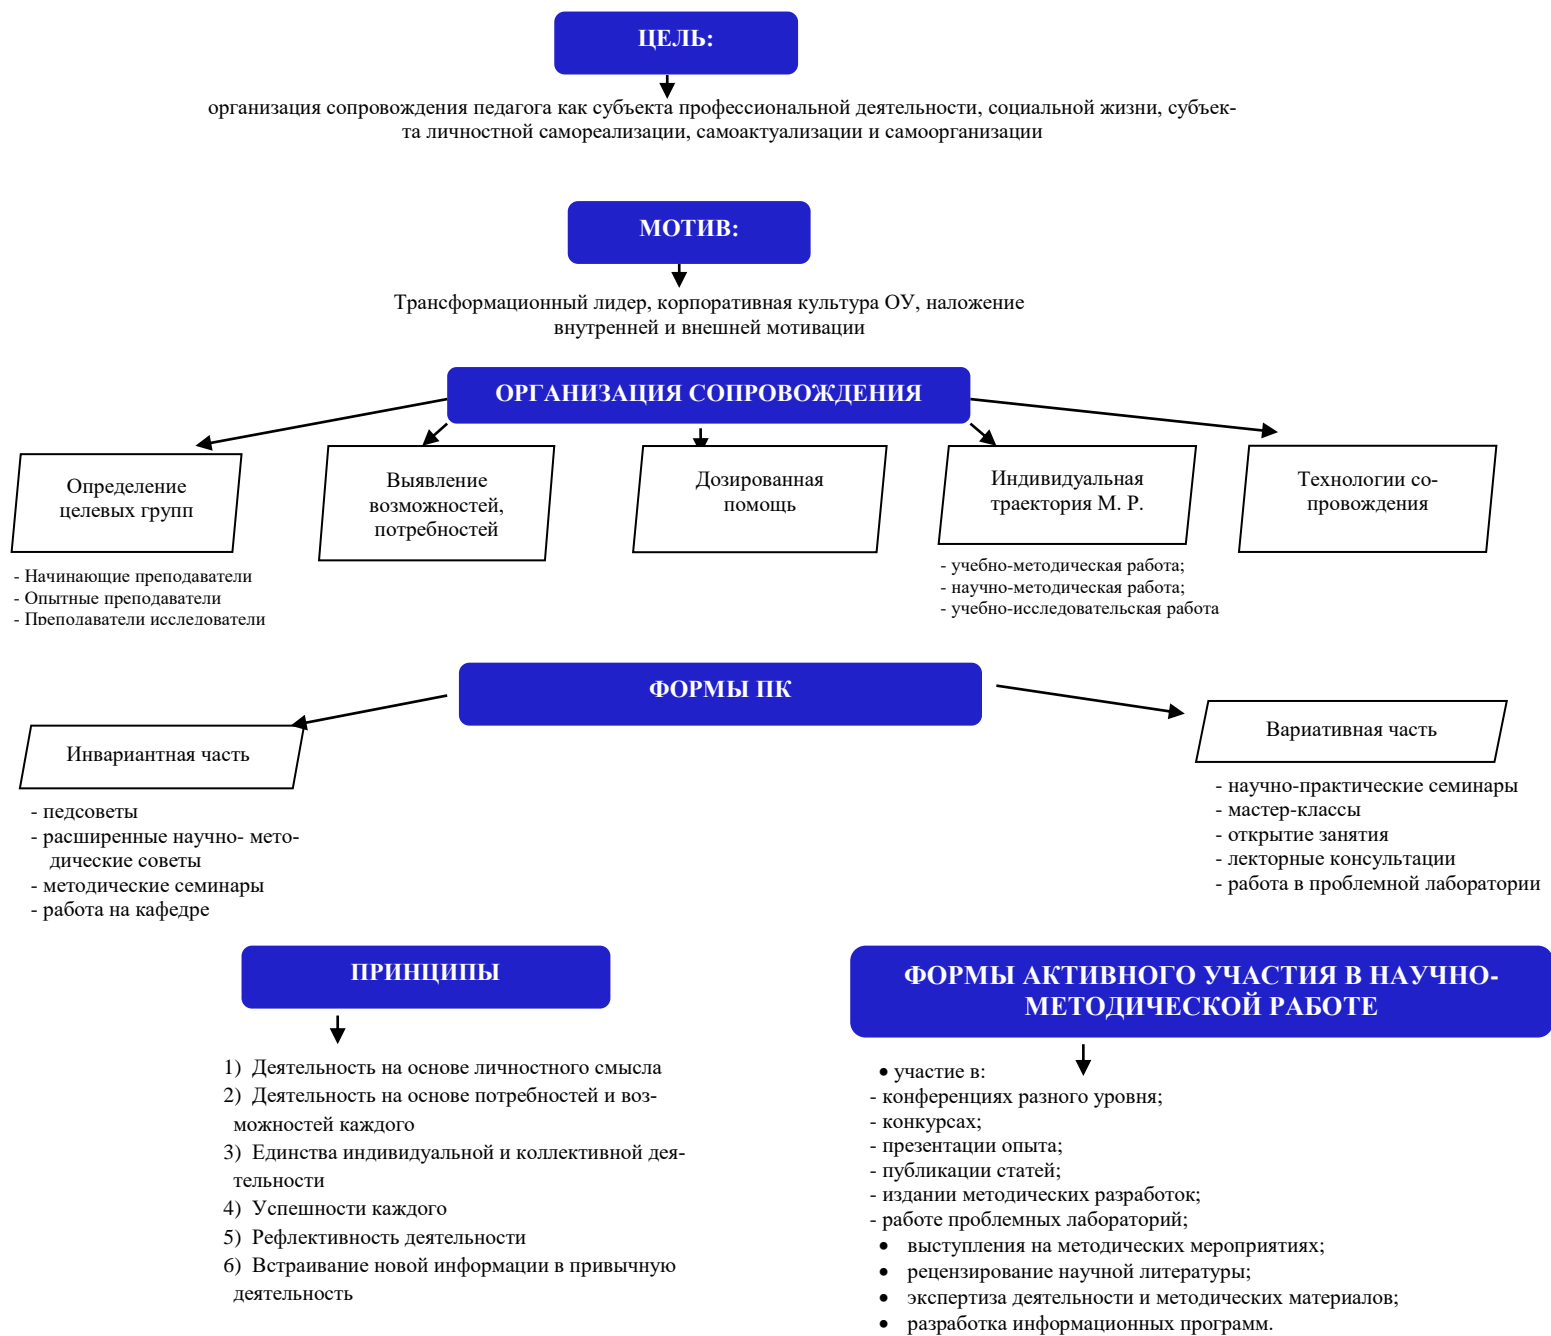 ЦЕЛЬ:
организация сопровождения педагога как субъекта профессиональной деятельности, социальной жизни, субъек-
та личностной самореализации, самоактуализации и самоорганизации
МОТИВ:
Трансформационный лидер, корпоративная культура ОУ, наложение
внутренней и внешней мотивации
ОРГАНИЗАЦИЯ СОПРОВОЖДЕНИЯ
Определение
целевых групп
- Начинающие преподаватели
- Опытные преподаватели
- Преподаватели исследователи
Выявление
возможностей,
потребностей
Дозированная
помощь
Индивидуальная
траектория М. Р.
- учебно-методическая работа;
- научно-методическая работа;
- учебно-исследовательская работа
Технологии со-
провождения
ФОРМЫ ПК
Инвариантная часть
- педсоветы
- расширенные научно- мето-
дические советы
- методические семинары
- работа на кафедре
Вариативная часть
- научно-практические семинары
- мастер-классы
- открытие занятия
- лекторные консультации
- работа в проблемной лаборатории
ПРИНЦИПЫ
1) Деятельность на основе личностного смысла
2) Деятельность на основе потребностей и воз-
можностей каждого
3) Единства индивидуальной и коллективной дея-
тельности
4) Успешности каждого
5) Рефлективность деятельности
6) Встраивание новой информации в привычную
деятельность
ФОРМЫ АКТИВНОГО УЧАСТИЯ В НАУЧНО-
МЕТОДИЧЕСКОЙ РАБОТЕ
• участие в:
- конференциях разного уровня;
- конкурсах;
- презентации опыта;
- публикации статей;
- издании методических разработок;
- работе проблемных лабораторий;
• выступления на методических мероприятиях;
• рецензирование научной литературы;
• экспертиза деятельности и методических материалов;
• разработка информационных программ.